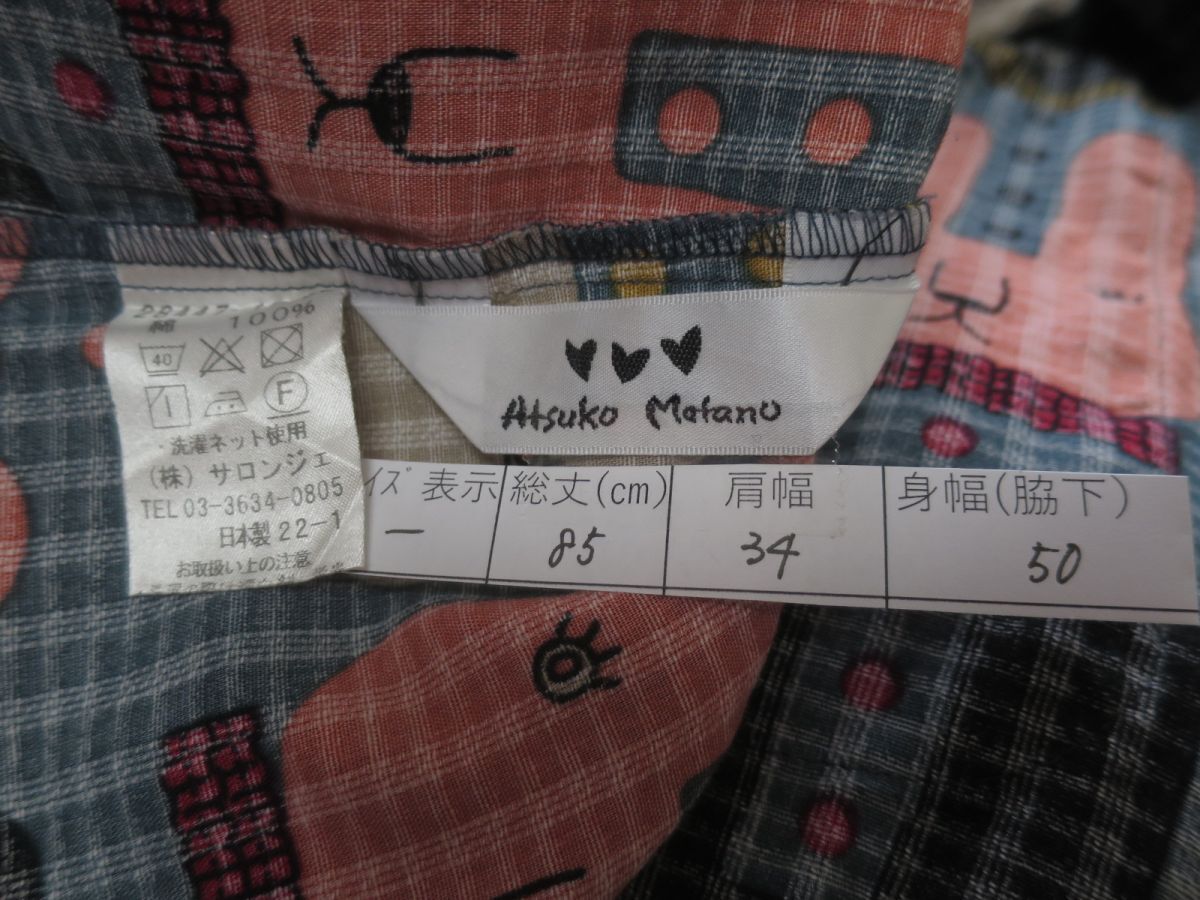 綿 100%
40
F
・洗濯ネット使用
(株) サロンジェ
TEL 03-3634-0805
日本製 22-1
お取扱い上の注意
Atsuko Matano
イズ 表示 総丈(cm) 肩幅 身幅(脇下)
— 85 34 50